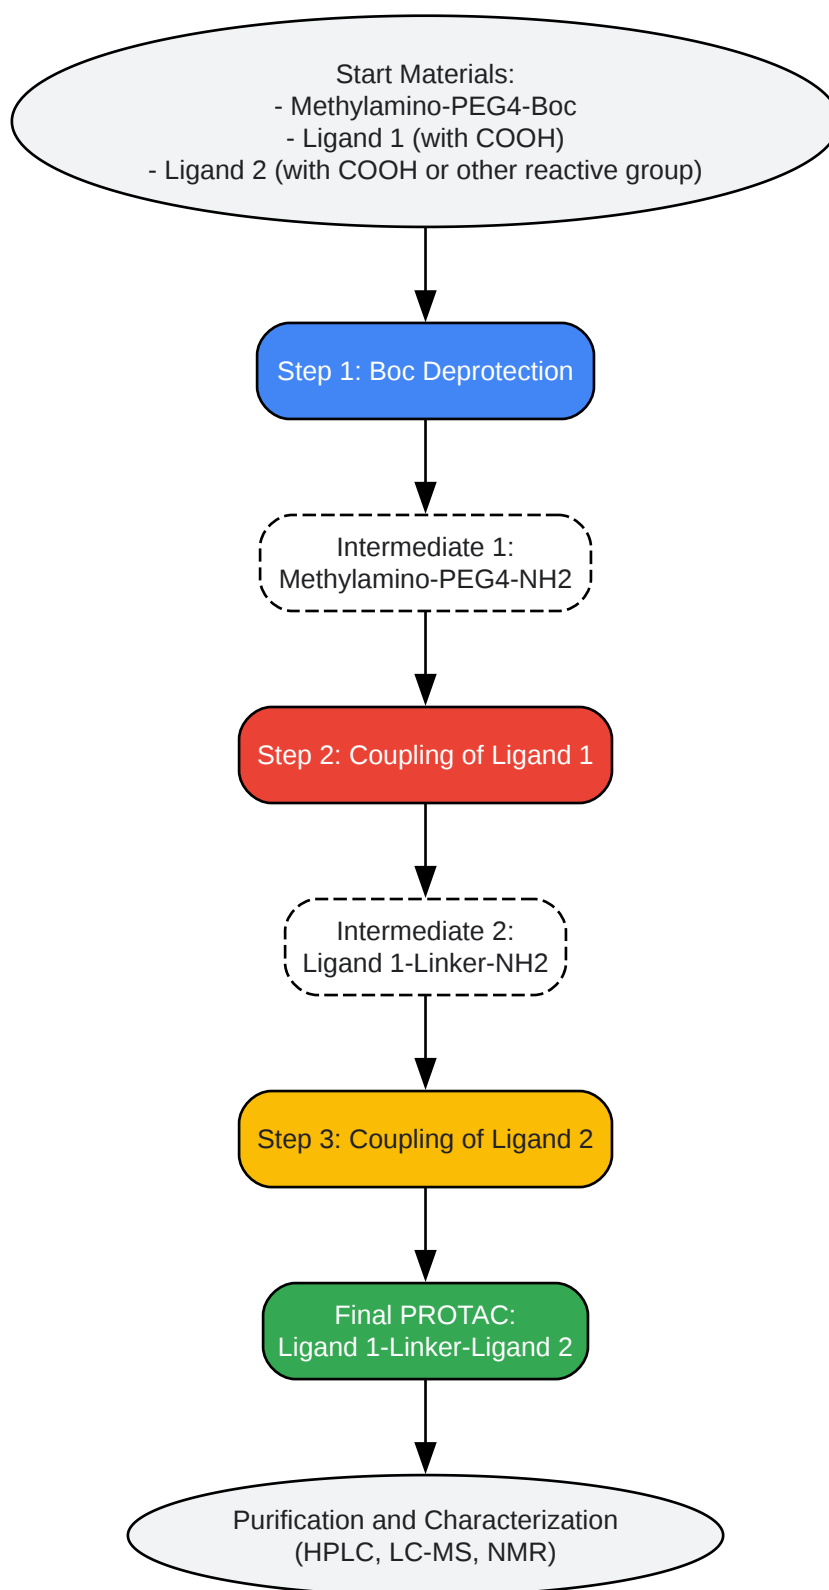 Start Materials:
- Methylamino-PEG4-Boc
- Ligand 1 (with COOH)
- Ligand 2 (with COOH or other reactive group)
Step 1: Boc Deprotection
Intermediate 1:
Methylamino-PEG4-NH2
Step 2: Coupling of Ligand 1
Intermediate 2:
Ligand 1-Linker-NH2
Step 3: Coupling of Ligand 2
Final PROTAC:
Ligand 1-Linker-Ligand 2
Purification and Characterization
(HPLC, LC-MS, NMR)